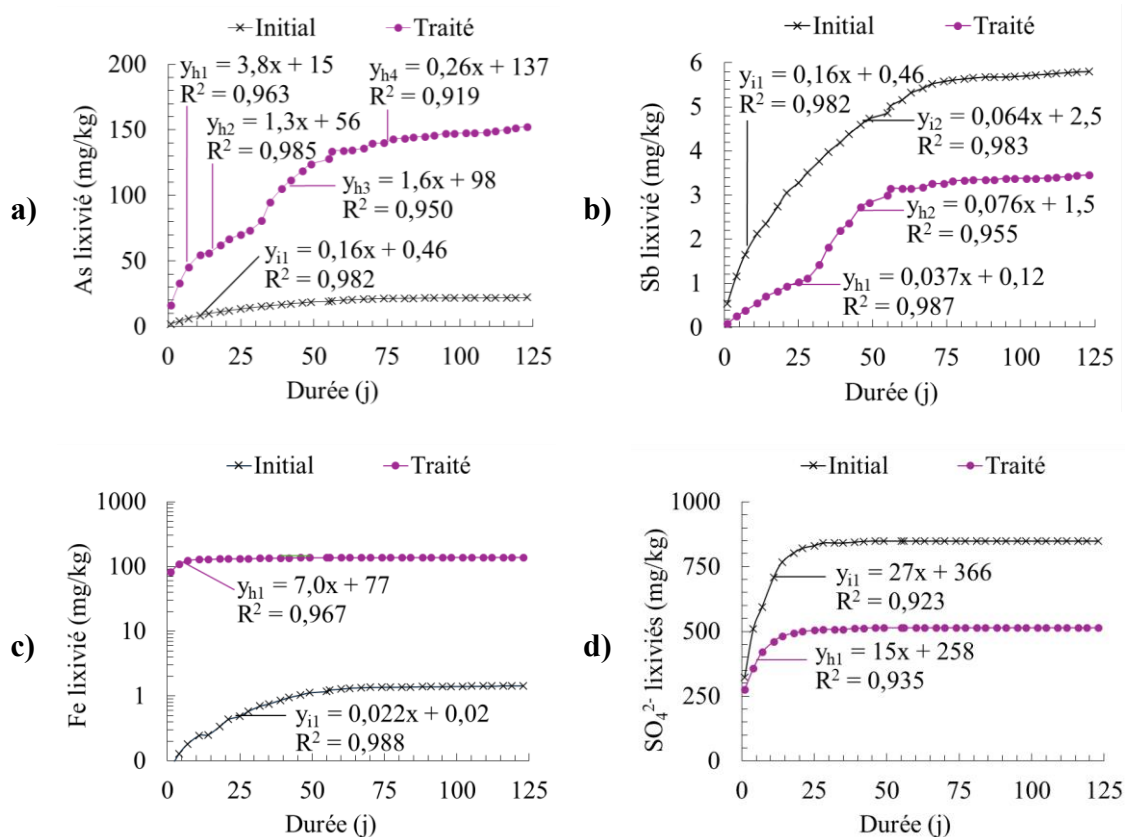 Initial Traité
a)
As lixivié (mg/kg)
200
150
100
50
0
y_h1 = 3,8x + 15
R² = 0,963
y_h2 = 1,3x + 56
R² = 0,985
y_h4 = 0,26x + 137
R² = 0,919
y_h3 = 1,6x + 98
R² = 0,950
y_i1 = 0,16x + 0,46
R² = 0,982
0 25 50 75 100 125
Durée (j)
Initial Traité
b)
Sb lixivié (mg/kg)
6
5
4
3
2
1
0
y_i1 = 0,16x + 0,46
R² = 0,982
y_i2 = 0,064x + 2,5
R² = 0,983
y_h2 = 0,076x + 1,5
R² = 0,955
y_h1 = 0,037x + 0,12
R² = 0,987
0 25 50 75 100 125
Durée (j)
Initial Traité
c)
Fe lixivié (mg/kg)
1000
100
10
1
0
y_h1 = 7,0x + 77
R² = 0,967
y_i1 = 0,022x + 0,02
R² = 0,988
0 25 50 75 100 125
Durée (j)
Initial Traité
d)
SO₄²⁻ lixiviés (mg/kg)
1000
750
500
250
0
y_i1 = 27x + 366
R² = 0,923
y_h1 = 15x + 258
R² = 0,935
0 25 50 75 100 125
Durée (j)